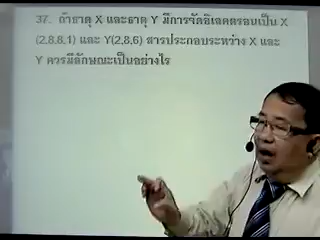 37. ถ้าธาตุ X และธาตุ Y มีการจัดอิเลคตรอนเป็น X
(2,8,8,1) และ Y(2,8,6) สารประกอบระหว่าง X และ
Y ควรมีลักษณะเป็นอย่างไร